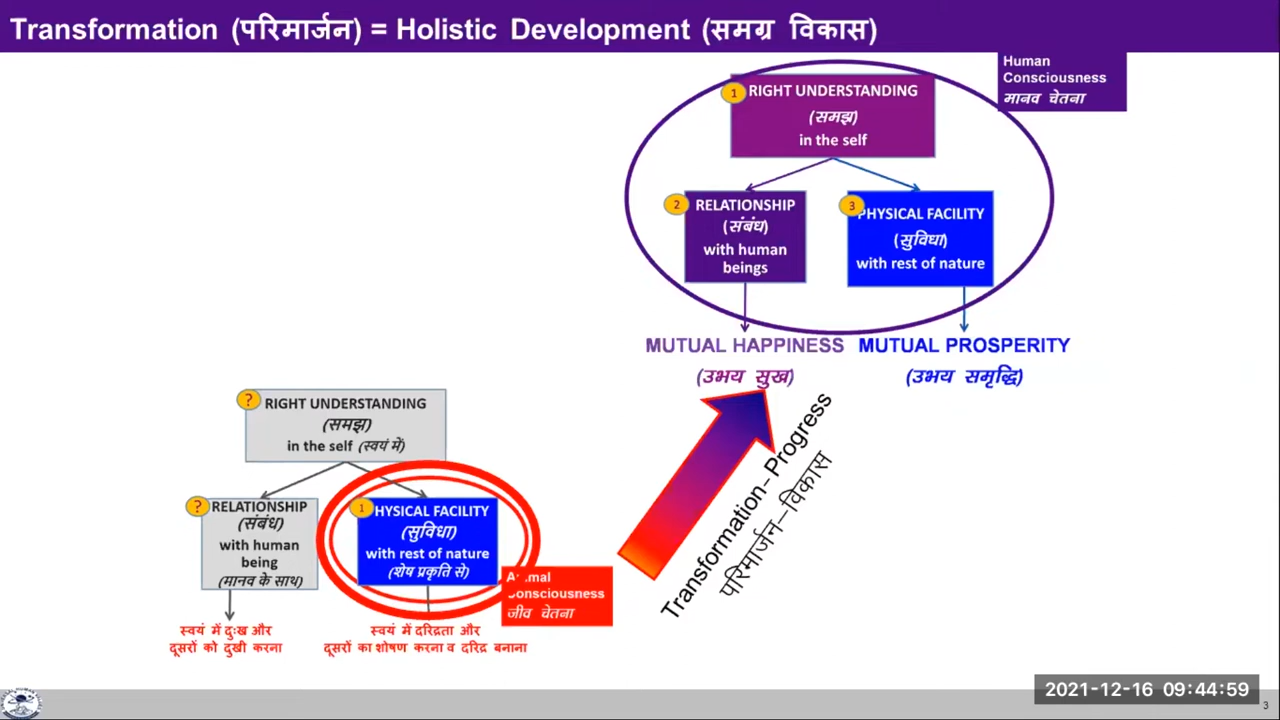 Transformation (परिमार्जन) = Holistic Development (समग्र विकास)
Human
Consciousness
मानव चेतना
1
RIGHT UNDERSTANDING
(समझ)
in the self
2
RELATIONSHIP
(संबंध)
with human
beings
3
PHYSICAL FACILITY
(सुविधा)
with rest of nature
MUTUAL HAPPINESS
(उभय सुख)
MUTUAL PROSPERITY
(उभय समृद्धि)
?
RIGHT UNDERSTANDING
(समझ)
in the self (स्वयं में)
?
RELATIONSHIP
(संबंध)
with human
being
(मानव के साथ)
1
HYSICAL FACILITY
(सुविधा)
with rest of nature
(शेष प्रकृति से)
Animal
Consciousness
जीव चेतना
स्वयं में दुःख और
दूसरों को दुखी करना
स्वयं में दरिद्रता और
दूसरों का शोषण करना व दरिद्र बनाना
Transformation– Progress
परिमार्जन–विकास
2021-12-16 09:44:59
3